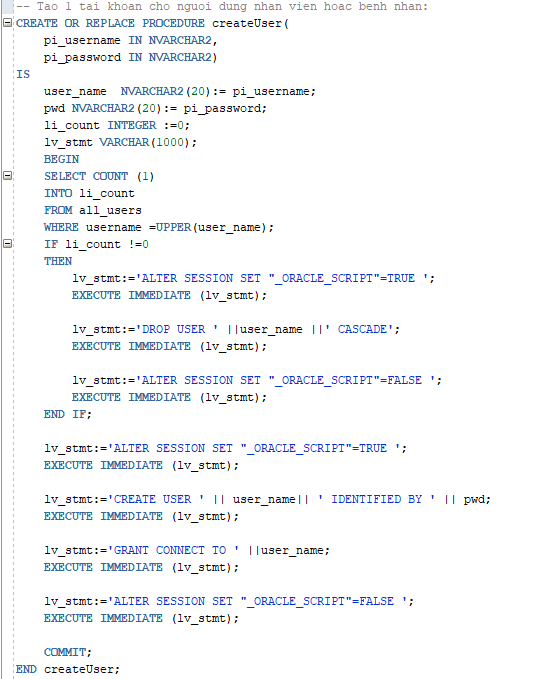 -- Tao 1 tai khoan cho nguoi dung nhan vien hoac benh nhan:
CREATE OR REPLACE PROCEDURE createUser(
    pi_username IN NVARCHAR2,
    pi_password IN NVARCHAR2)
IS
    user_name  NVARCHAR2(20):= pi_username;
    pwd NVARCHAR2(20):= pi_password;
    li_count INTEGER :=0;
    lv_stmt VARCHAR(1000);
    BEGIN
    SELECT COUNT (1)
    INTO li_count
    FROM all_users
    WHERE username =UPPER(user_name);
    IF li_count !=0
    THEN
        lv_stmt:='ALTER SESSION SET "_ORACLE_SCRIPT"=TRUE ';
        EXECUTE IMMEDIATE (lv_stmt);

        lv_stmt:='DROP USER ' ||user_name ||' CASCADE';
        EXECUTE IMMEDIATE (lv_stmt);

        lv_stmt:='ALTER SESSION SET "_ORACLE_SCRIPT"=FALSE ';
        EXECUTE IMMEDIATE (lv_stmt);
    END IF;

    lv_stmt:='ALTER SESSION SET "_ORACLE_SCRIPT"=TRUE ';
    EXECUTE IMMEDIATE (lv_stmt);

    lv_stmt:='CREATE USER ' || user_name|| ' IDENTIFIED BY ' || pwd;
    EXECUTE IMMEDIATE (lv_stmt);

    lv_stmt:='GRANT CONNECT TO ' ||user_name;
    EXECUTE IMMEDIATE (lv_stmt);

    lv_stmt:='ALTER SESSION SET "_ORACLE_SCRIPT"=FALSE ';
    EXECUTE IMMEDIATE (lv_stmt);

    COMMIT;
END createUser;